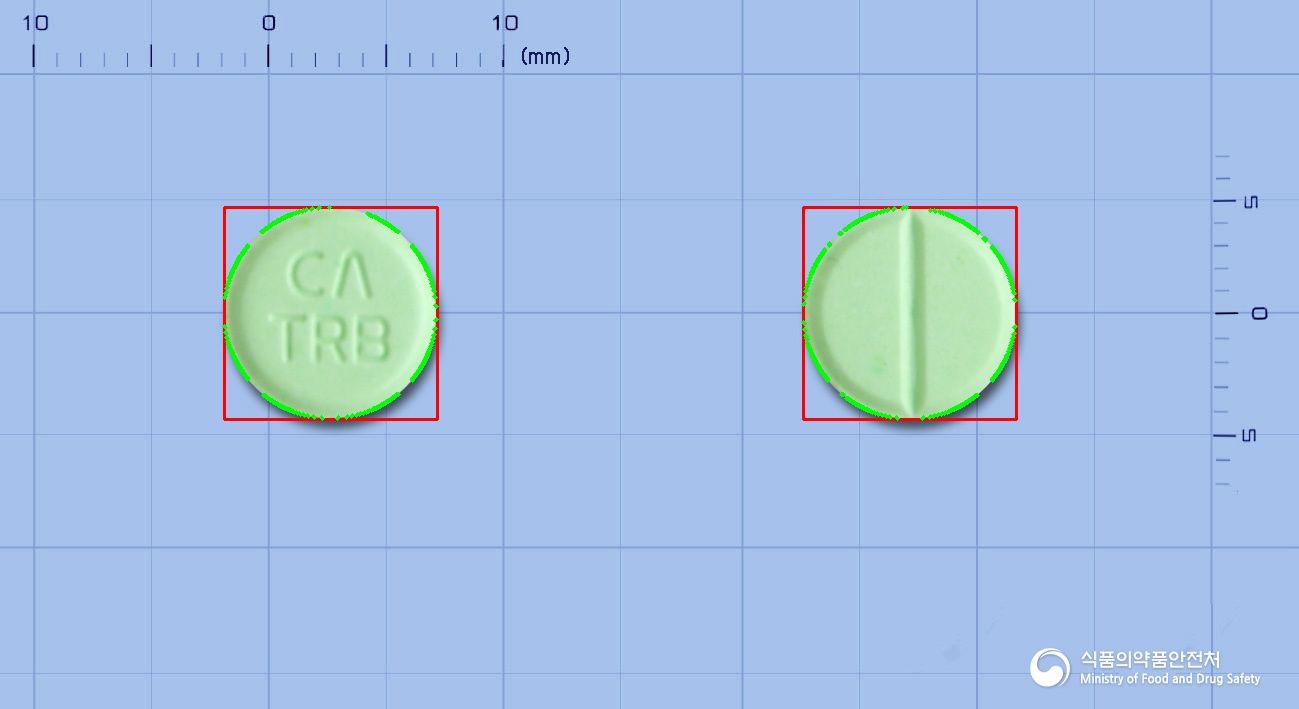 10 0 10
(mm)
CA
TRB
5
0
5
식품의약품안전처
Ministry of Food and Drug Safety